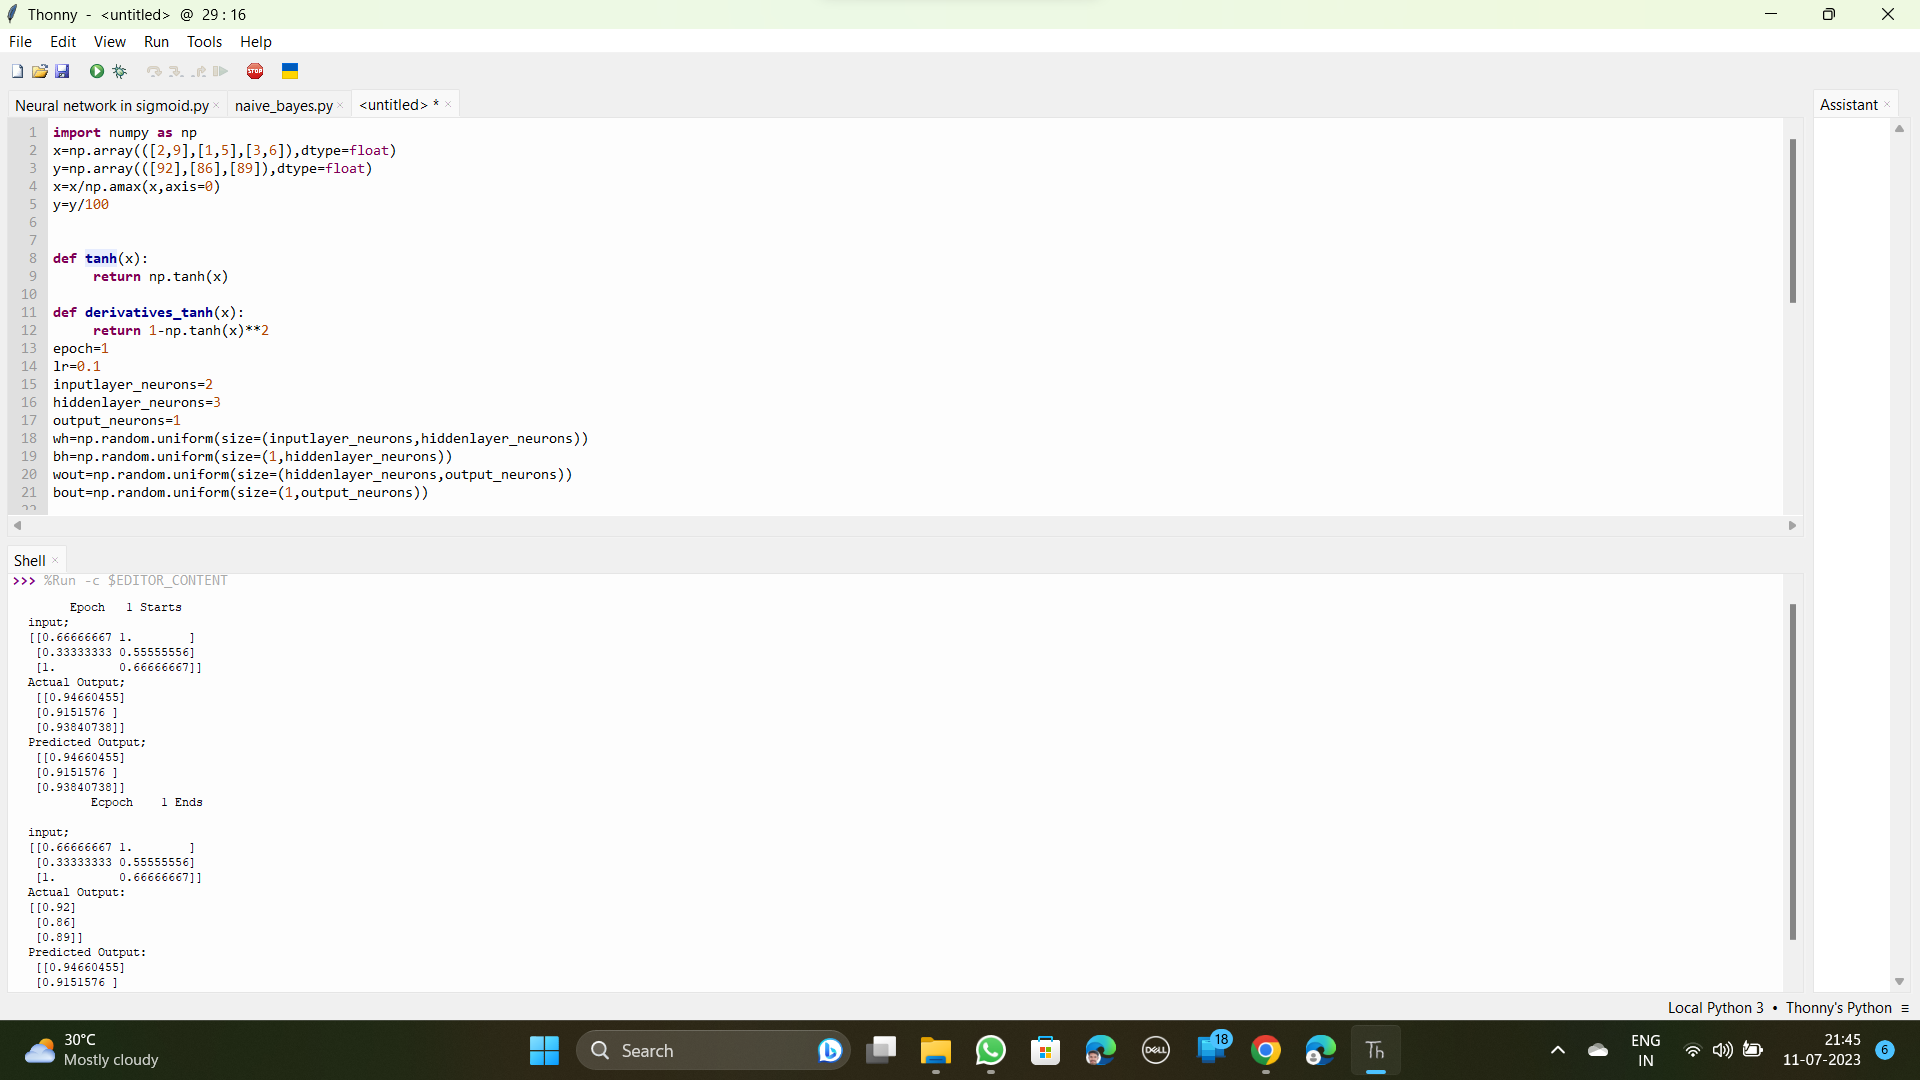 Thonny - <untitled> @ 29 : 16
File Edit View Run Tools Help
STOP
Neural network in sigmoid.py × naive_bayes.py × <untitled> * ×
Assistant ×
1 import numpy as np
2 x=np.array(([2,9],[1,5],[3,6]),dtype=float)
3 y=np.array(([92],[86],[89]),dtype=float)
4 x=x/np.amax(x,axis=0)
5 y=y/100
6
7
8 def tanh(x):
9 return np.tanh(x)
10
11 def derivatives_tanh(x):
12 return 1-np.tanh(x)**2
13 epoch=1
14 lr=0.1
15 inputlayer_neurons=2
16 hiddenlayer_neurons=3
17 output_neurons=1
18 wh=np.random.uniform(size=(inputlayer_neurons,hiddenlayer_neurons))
19 bh=np.random.uniform(size=(1,hiddenlayer_neurons))
20 wout=np.random.uniform(size=(hiddenlayer_neurons,output_neurons))
21 bout=np.random.uniform(size=(1,output_neurons))
22
Shell ×
>>> %Run -c $EDITOR_CONTENT
Epoch 1 Starts
input;
[[0.66666667 1. ]
[0.33333333 0.55555556]
[1. 0.66666667]]
Actual Output;
[[0.94660455]
[0.9151576 ]
[0.93840738]]
Predicted Output;
[[0.94660455]
[0.9151576 ]
[0.93840738]]
Ecpoch 1 Ends
input;
[[0.66666667 1. ]
[0.33333333 0.55555556]
[1. 0.66666667]]
Actual Output:
[[0.92]
[0.86]
[0.89]]
Predicted Output:
[[0.94660455]
[0.9151576 ]
Local Python 3 • Thonny's Python ≡
30°C
Mostly cloudy
Search
DELL
18
Th
ENG
IN
21:45
11-07-2023
6